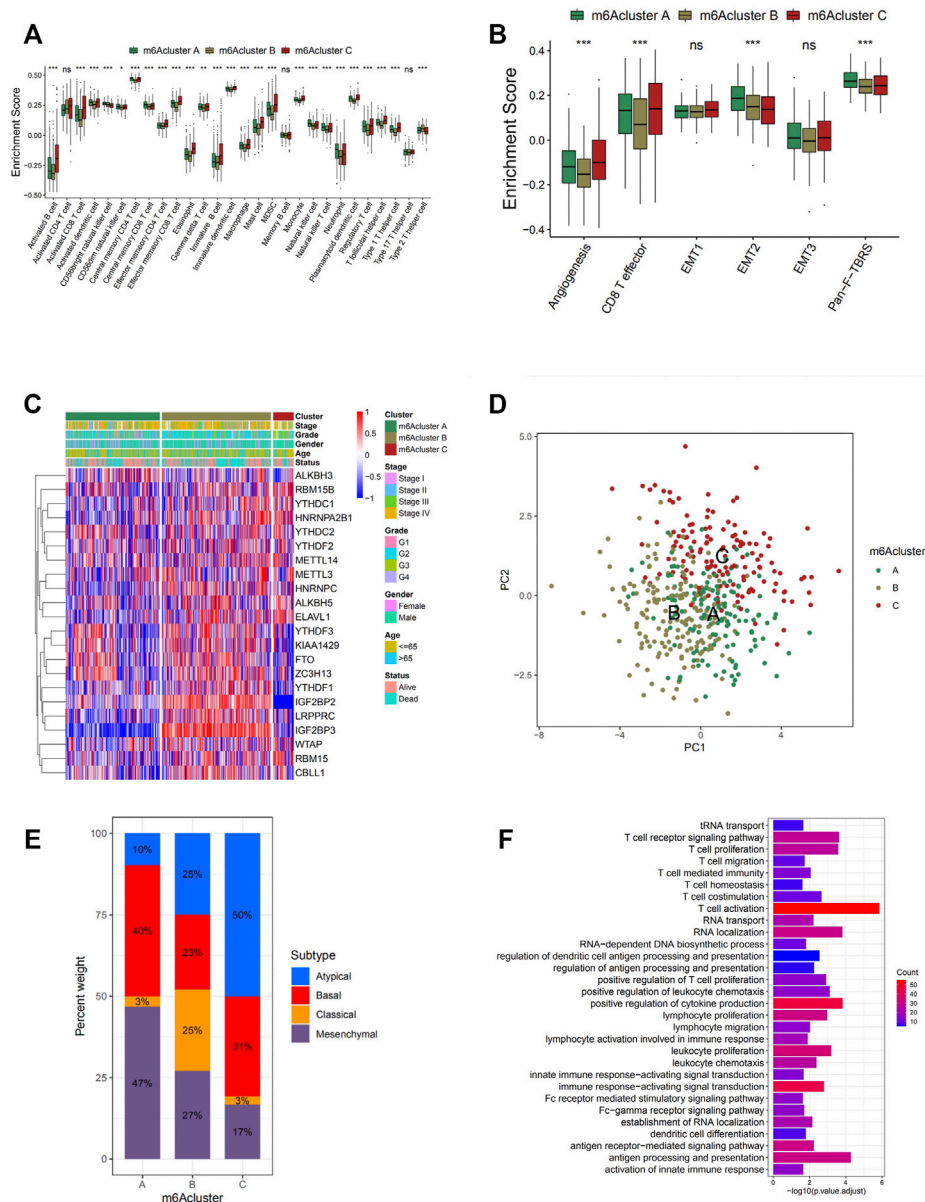 A
m6Acluster A m6Acluster B m6Acluster C
*** ns *** *** *** * *** *** *** *** *** ** *** *** *** *** *** ns *** *** *** *** *** *** *** *** ns ***
Enrichment Score
0.50
0.25
0.00
−0.25
−0.50
Activated B cell
Activated CD4 T cell
Activated CD8 T cell
Activated dendritic cell
CD56bright natural killer cell
CD56dim natural killer cell
Central memory CD4 T cell
Central memory CD8 T cell
Effector memory CD4 T cell
Effector memory CD8 T cell
Eosinophil
Gamma delta T cell
Immature B cell
Immature dendritic cell
Macrophage
Mast cell
MDSC
Memory B cell
Monocyte
Natural killer cell
Natural killer T cell
Neutrophil
Plasmacytoid dendritic cell
Regulatory T cell
T follicular helper cell
Type 1 T helper cell
Type 17 T helper cell
Type 2 T helper cell
B
m6Acluster A m6Acluster B m6Acluster C
*** *** ns *** ns ***
Enrichment Score
0.4
0.2
0.0
−0.2
−0.4
Angiogenesis
CD8 T effector
EMT1
EMT2
EMT3
Pan−F−TBRS
C
Cluster
Stage
Grade
Gender
Age
Status
ALKBH3
RBM15B
YTHDC1
HNRNPA2B1
YTHDC2
YTHDF2
METTL14
METTL3
HNRNPC
ALKBH5
ELAVL1
YTHDF3
KIAA1429
FTO
ZC3H13
YTHDF1
IGF2BP2
LRPPRC
IGF2BP3
WTAP
RBM15
CBLL1
1
0.5
0
−0.5
−1
Cluster
m6Acluster A
m6Acluster B
m6Acluster C
Stage
Stage I
Stage II
Stage III
Stage IV
Grade
G1
G2
G3
G4
Gender
Female
Male
Age
<=65
>65
Status
Alive
Dead
D
PC2
5.0
2.5
0.0
−2.5
−8 −4 0 4
PC1
A
B
C
m6Acluster
A
B
C
E
Percent weight
100
75
50
25
0
10%
40%
3%
47%
25%
23%
25%
27%
50%
31%
3%
17%
A B C
m6Acluster
Subtype
Atypical
Basal
Classical
Mesenchymal
F
tRNA transport
T cell receptor signaling pathway
T cell proliferation
T cell migration
T cell mediated immunity
T cell homeostasis
T cell costimulation
T cell activation
RNA transport
RNA localization
RNA-dependent DNA biosynthetic process
regulation of dendritic cell antigen processing and presentation
regulation of antigen processing and presentation
positive regulation of T cell proliferation
positive regulation of leukocyte chemotaxis
positive regulation of cytokine production
lymphocyte proliferation
lymphocyte migration
lymphocyte activation involved in immune response
leukocyte proliferation
leukocyte chemotaxis
innate immune response-activating signal transduction
immune response-activating signal transduction
Fc receptor mediated stimulatory signaling pathway
Fc-gamma receptor signaling pathway
establishment of RNA localization
dendritic cell differentiation
antigen receptor-mediated signaling pathway
antigen processing and presentation
activation of innate immune response
0 1 2 3 4 5 6
−log10(p.value.adjust)
Count
50
40
30
20
10